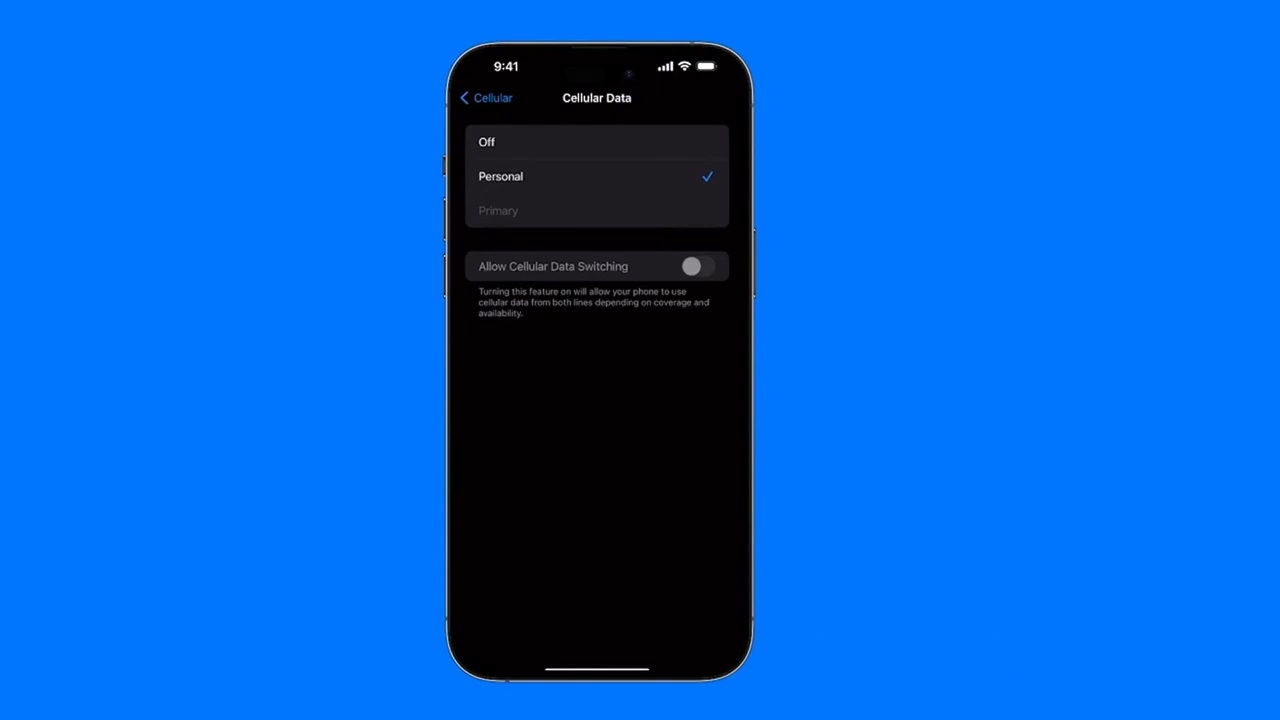 9:41
Cellular
Cellular Data
Off
Personal
Primary
Allow Cellular Data Switching
Turning this feature on will allow your phone to use
cellular data from both lines depending on coverage and
availability.